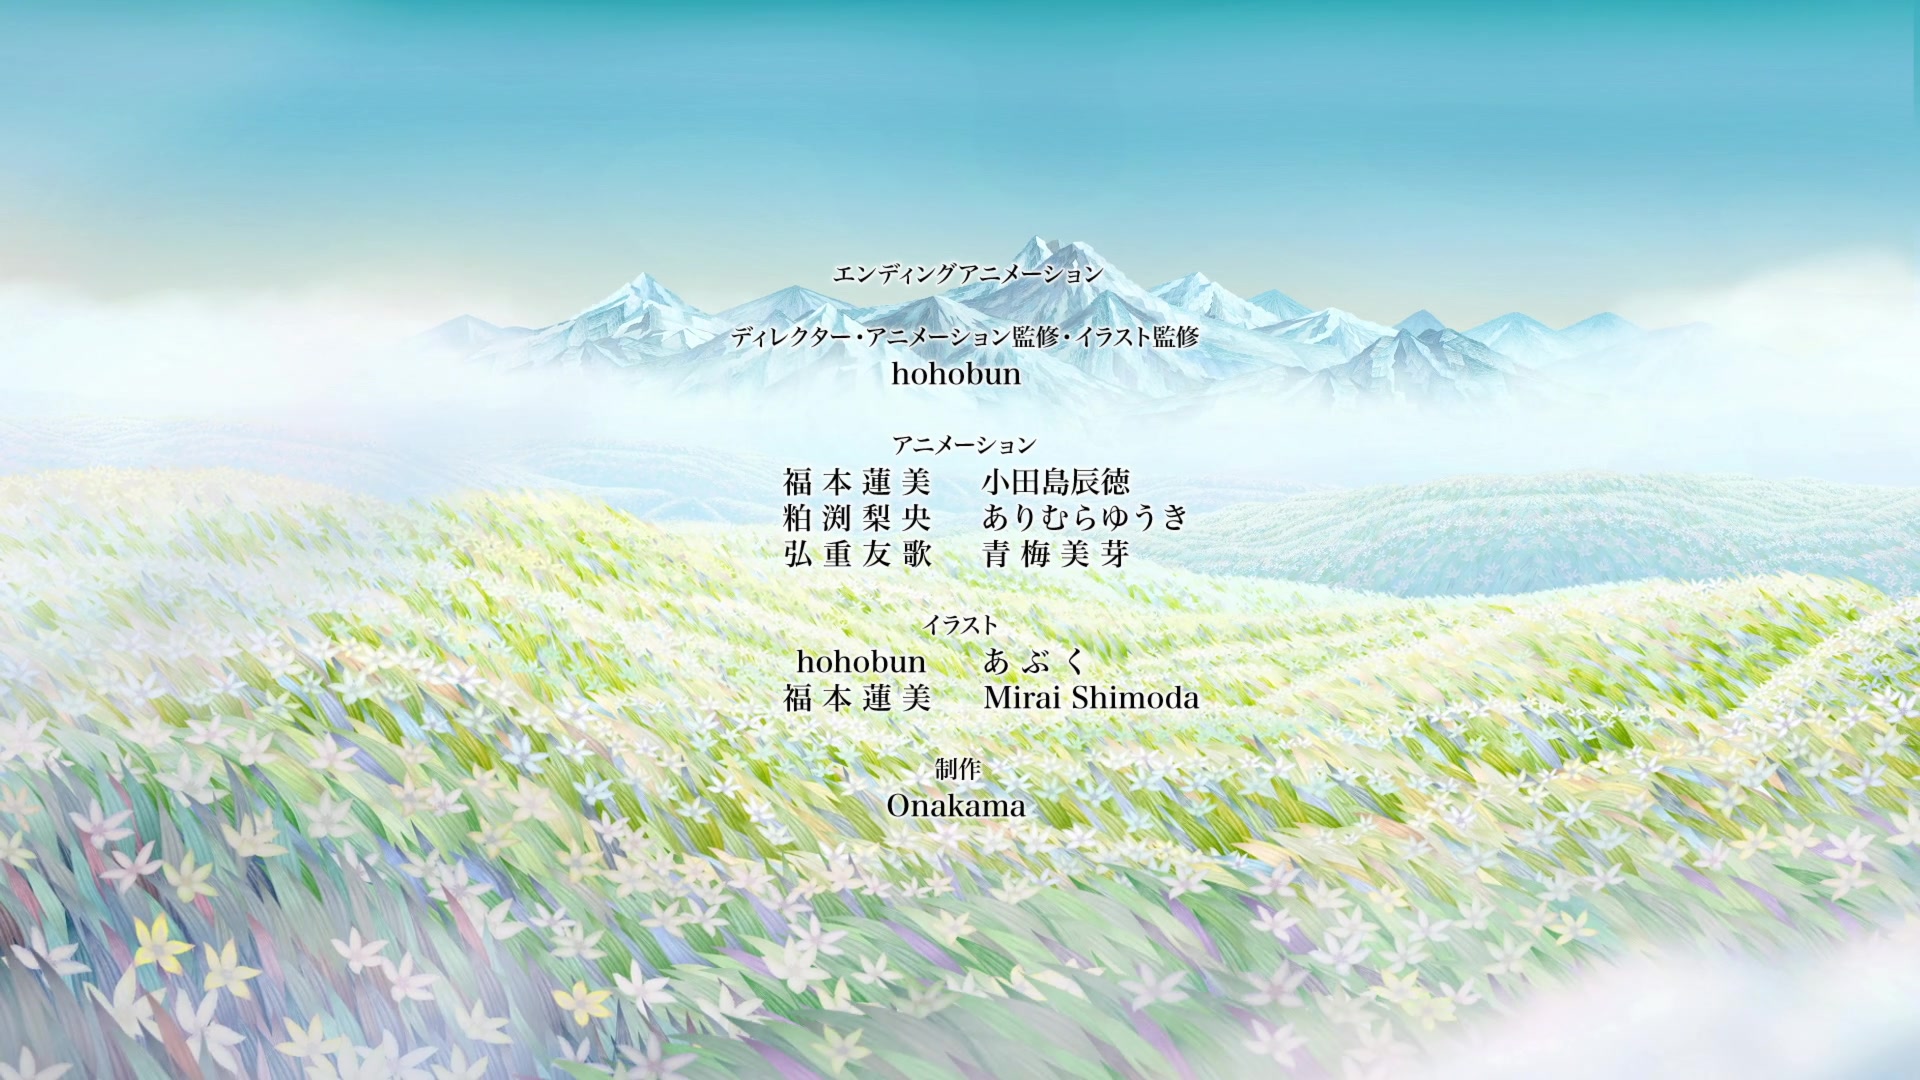 エンディングアニメーション
ディレクター・アニメーション監修・イラスト監修
hohobun
アニメーション
福本蓮美 小田島辰徳
粕渕梨央 ありむらゆうき
弘重友歌 青梅美芽
イラスト
hohobun あぶく
福本蓮美 Mirai Shimoda
制作
Onakama